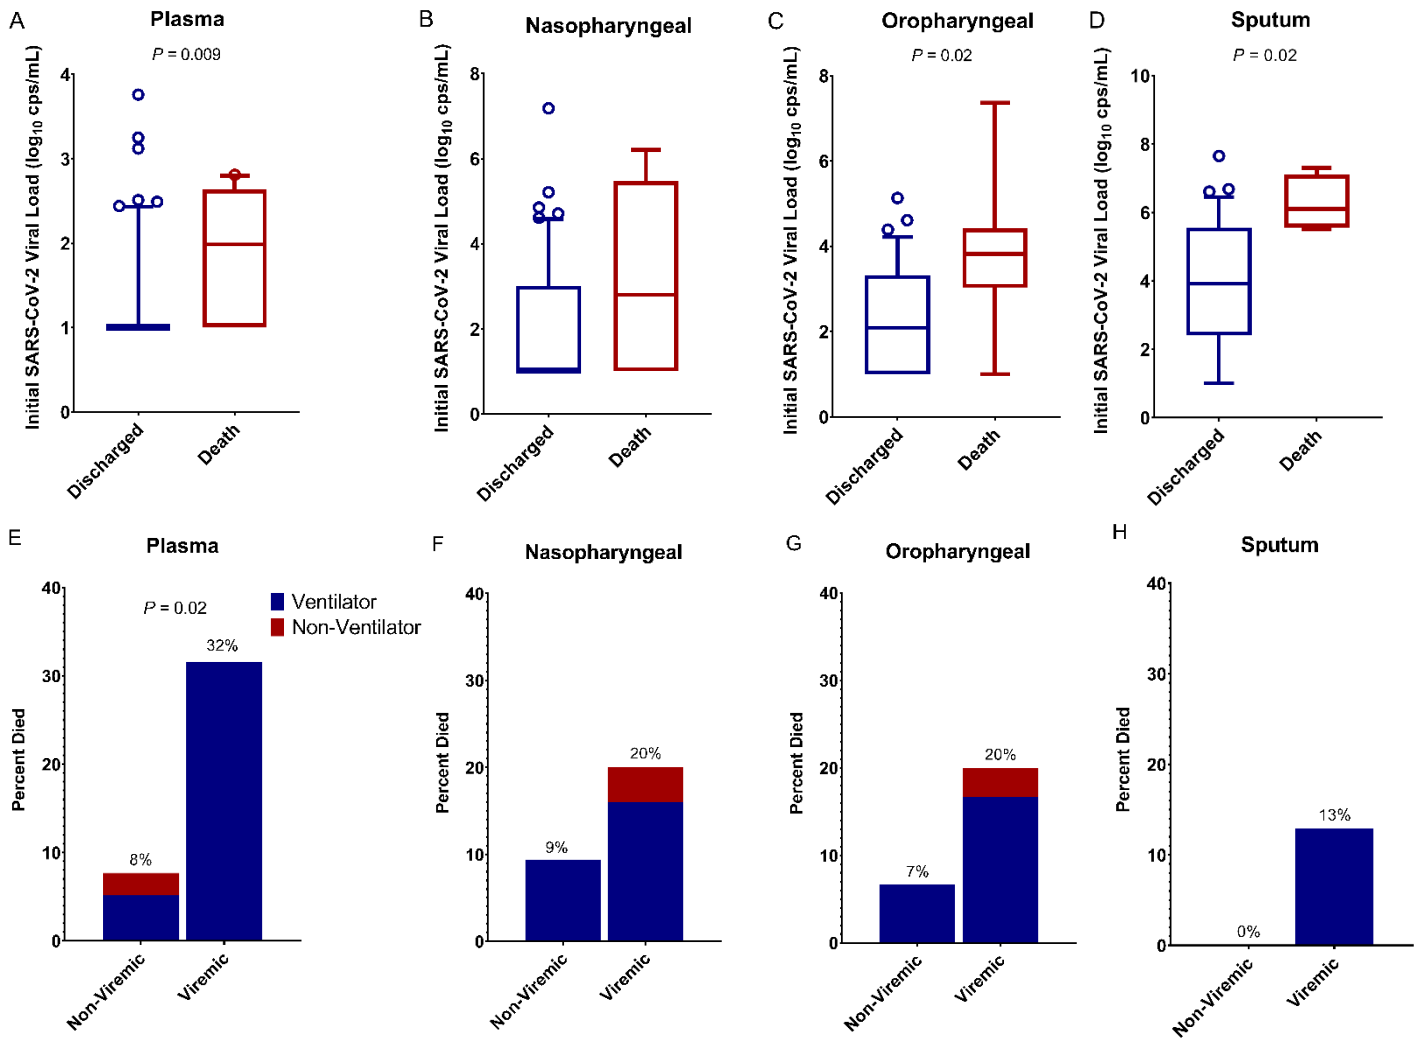 A
Plasma
P = 0.009
Initial SARS-CoV-2 Viral Load (log10 cps/mL)
4
3
2
1
0
Discharged
Death
B
Nasopharyngeal
Initial SARS-CoV-2 Viral Load (log10 cps/mL)
8
6
4
2
0
Discharged
Death
C
Oropharyngeal
P = 0.02
Initial SARS-CoV-2 Viral Load (log10 cps/mL)
8
6
4
2
0
Discharged
Death
D
Sputum
P = 0.02
Initial SARS-CoV-2 Viral Load (log10 cps/mL)
10
8
6
4
2
0
Discharged
Death
E
Plasma
P = 0.02
Ventilator
Non-Ventilator
Percent Died
40
30
20
10
0
8%
32%
Non-Viremic
Viremic
F
Nasopharyngeal
Percent Died
40
30
20
10
0
9%
20%
Non-Viremic
Viremic
G
Oropharyngeal
Percent Died
40
30
20
10
0
7%
20%
Non-Viremic
Viremic
H
Sputum
Percent Died
40
30
20
10
0
0%
13%
Non-Viremic
Viremic